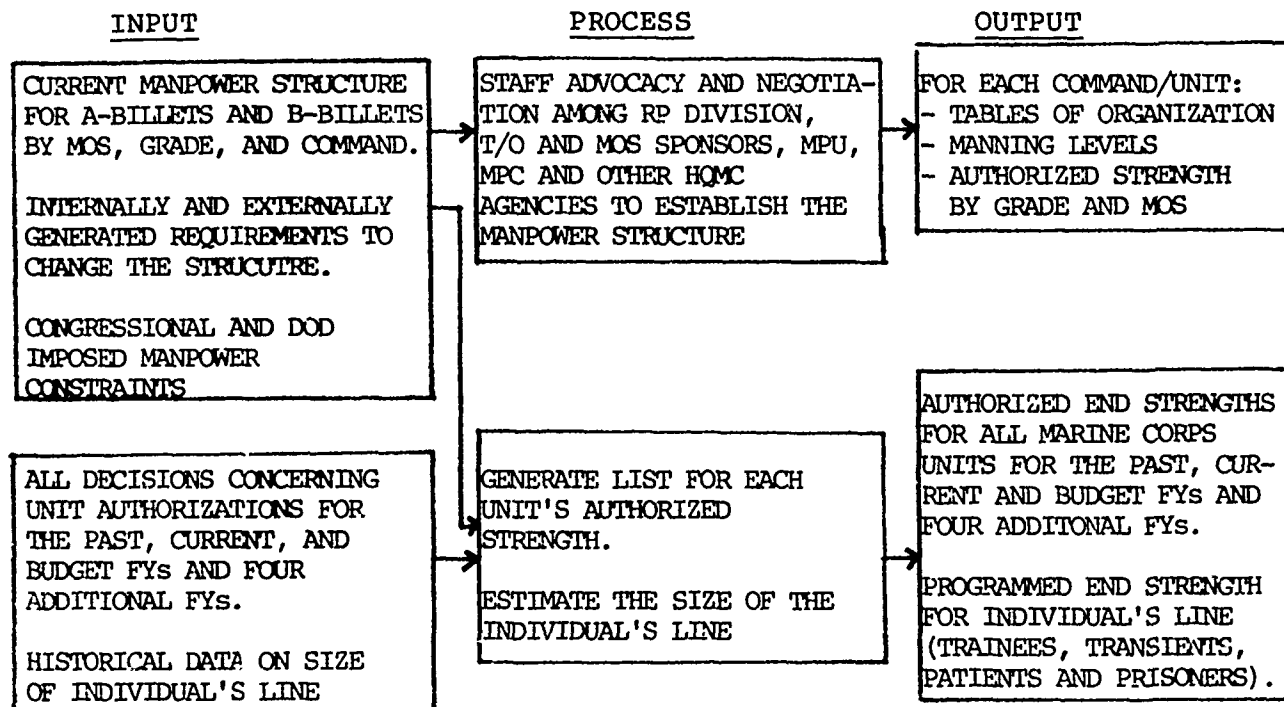 INPUT
PROCESS
OUTPUT
CURRENT MANPOWER STRUCTURE
FOR A-BILLETS AND B-BILLETS
BY MOS, GRADE, AND COMMAND.
INTERNALLY AND EXTERNALLY
GENERATED REQUIREMENTS TO
CHANGE THE STRUCUTRE.
CONGRESSIONAL AND DOD
IMPOSED MANPOWER
CONSTRAINTS
STAFF ADVOCACY AND NEGOTIA-
TION AMONG RP DIVISION,
T/O AND MOS SPONSORS, MPU,
MPC AND OTHER HQMC
AGENCIES TO ESTABLISH THE
MANPOWER STRUCTURE
FOR EACH COMMAND/UNIT:
- TABLES OF ORGANIZATION
- MANNING LEVELS
- AUTHORIZED STRENGTH
BY GRADE AND MOS
ALL DECISIONS CONCERNING
UNIT AUTHORIZATIONS FOR
THE PAST, CURRENT, AND
BUDGET FYs AND FOUR
ADDITIONAL FYs.
HISTORICAL DATA ON SIZE
OF INDIVIDUAL'S LINE
GENERATE LIST FOR EACH
UNIT'S AUTHORIZED
STRENGTH.
ESTIMATE THE SIZE OF THE
INDIVIDUAL'S LINE
AUTHORIZED END STRENGTHS
FOR ALL MARINE CORPS
UNITS FOR THE PAST, CUR-
RENT AND BUDGET FYs AND
FOUR ADDITONAL FYs.
PROGRAMMED END STRENGTH
FOR INDIVIDUAL'S LINE
(TRAINEES, TRANSIENTS,
PATIENTS AND PRISONERS).